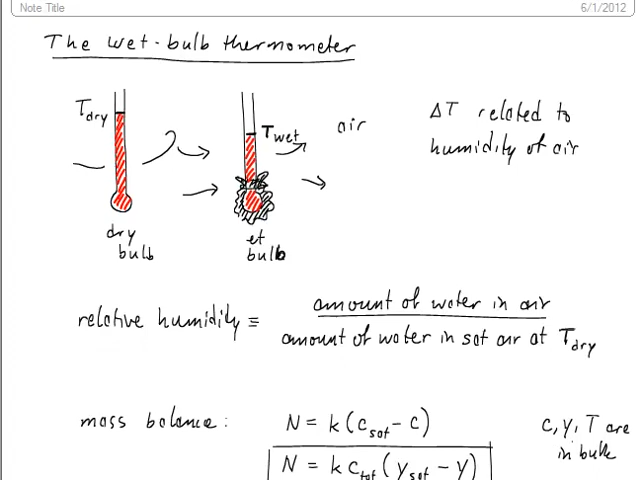 Note Title 6/1/2012
The wet-bulb thermometer
Tdry Twet air ΔT related to
humidity of air
dry bulb
et bulb
relative humidity ≡ amount of water in air
amount of water in sat air at Tdry
mass balance: N = k (csat - c) c, y, T are
N = k ctot (ysat - y) in bulk